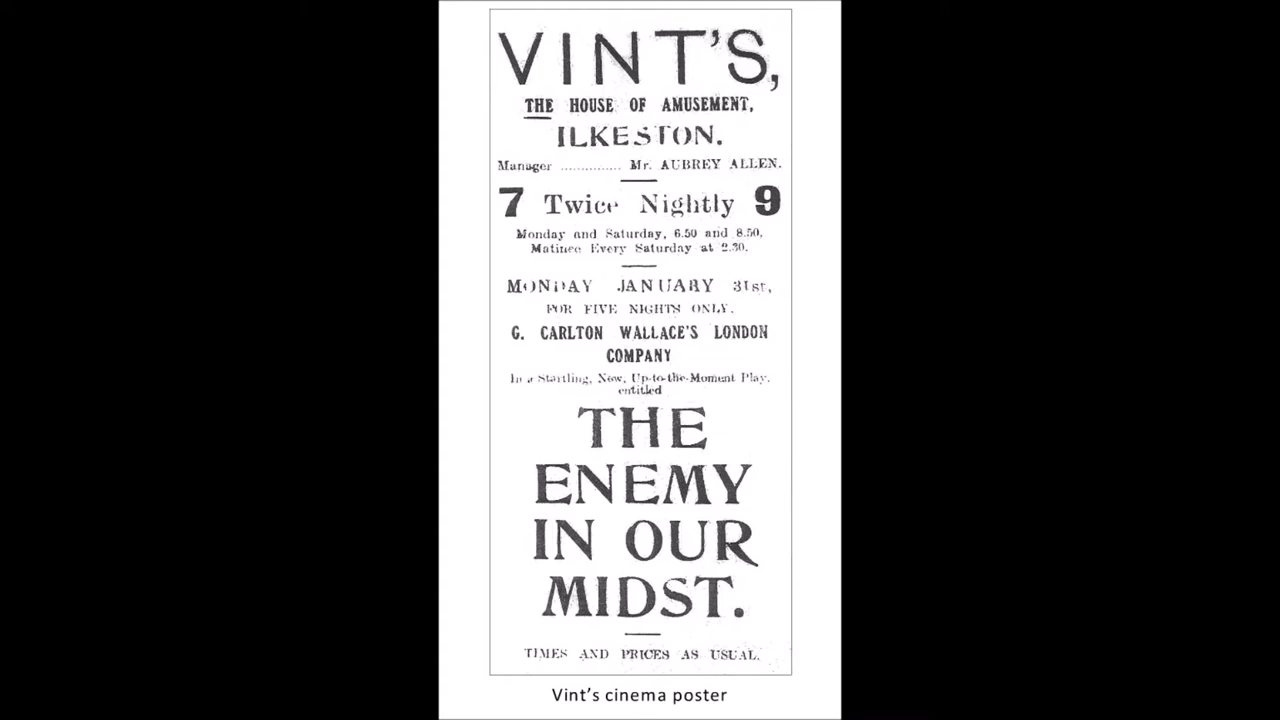 VINT'S,
THE HOUSE OF AMUSEMENT,
ILKESTON.
Manager .............. Mr. AUBREY ALLEN.
7 Twice Nightly 9
Monday and Saturday, 6.50 and 8.50,
Matinee Every Saturday at 2.30.
MONDAY JANUARY 31st,
FOR FIVE NIGHTS ONLY.
G. CARLTON WALLACE'S LONDON
COMPANY
In a Startling, New, Up-to-the-Moment Play,
entitled
THE
ENEMY
IN OUR
MIDST.
TIMES AND PRICES AS USUAL.
Vint's cinema poster